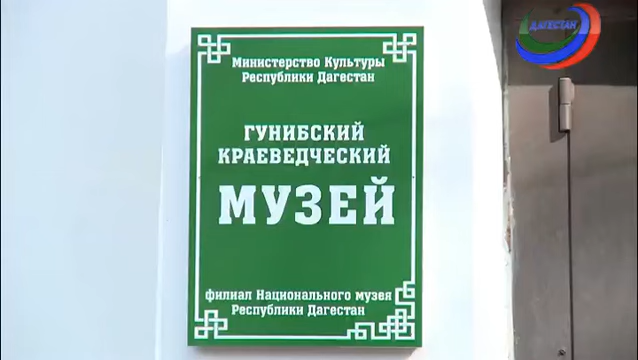 ДАГЕСТАН
Министерство Культуры
Республики Дагестан
ГУНИБСКИЙ
КРАЕВЕДЧЕСКИЙ
МУЗЕЙ
филиал Национального музея
Республики Дагестан